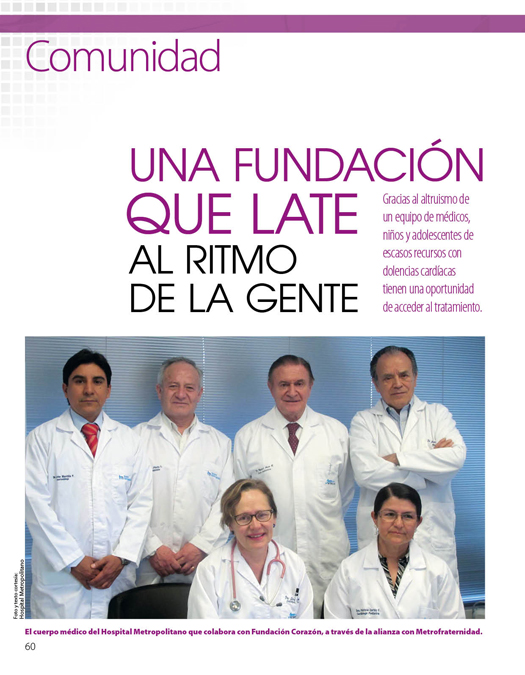 Comunidad
UNA FUNDACIÓN
QUE LATE
AL RITMO
DE LA GENTE
Gracias al altruismo de
un equipo de médicos,
niños y adolescentes de
escasos recursos con
dolencias cardíacas
tienen una oportunidad
de acceder al tratamiento.
Foto y texto cortesía:
Hospital Metropolitano
El cuerpo médico del Hospital Metropolitano que colabora con Fundación Corazón, a través de la alianza con Metrofraternidad.
60